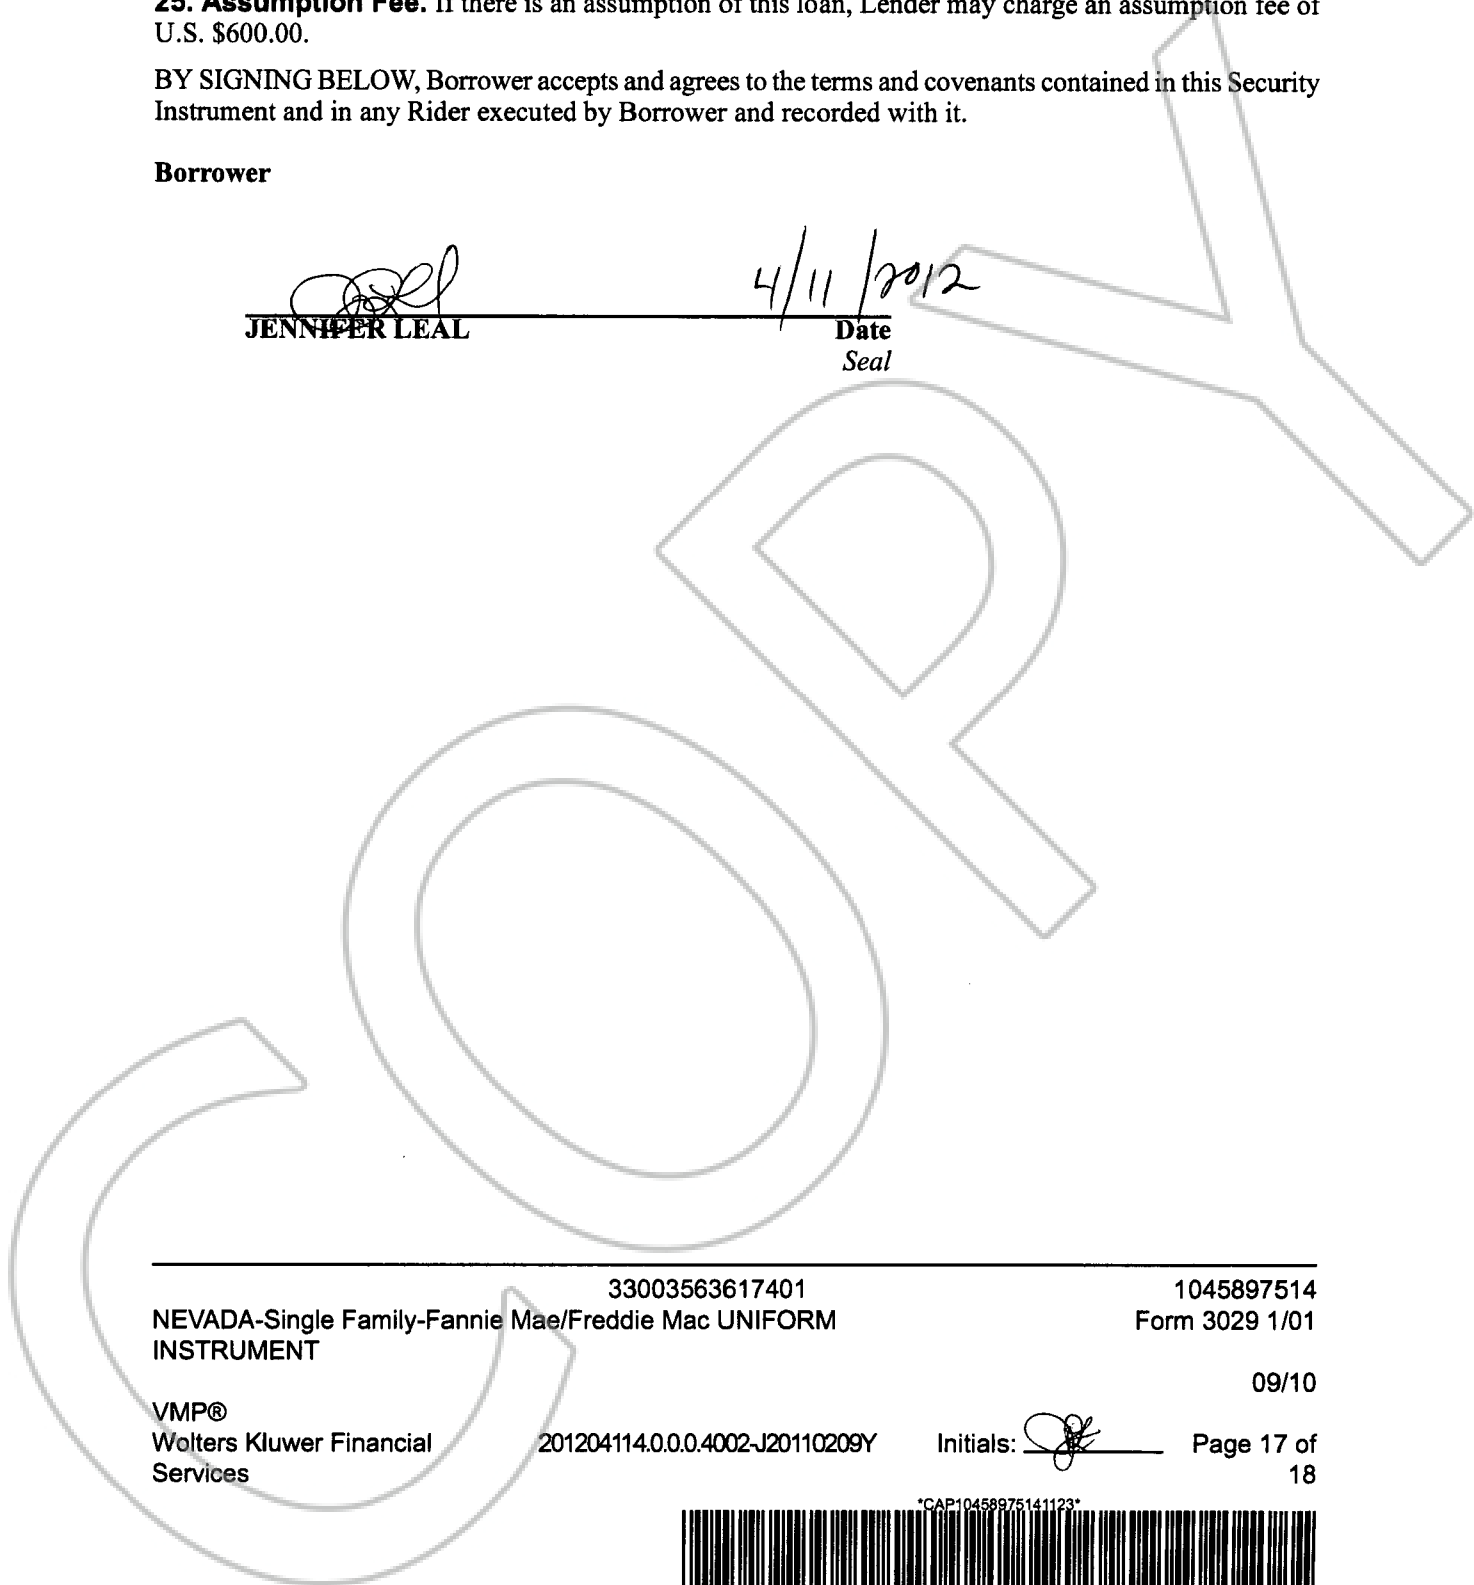 25. Assumption Fee. If there is an assumption of this loan, Lender may charge an assumption fee of
U.S. $600.00.
BY SIGNING BELOW, Borrower accepts and agrees to the terms and covenants contained in this Security
Instrument and in any Rider executed by Borrower and recorded with it.
Borrower
4/11/2012
JENNIFER LEAL Date
Seal
COPY
33003563617401 1045897514
NEVADA-Single Family-Fannie Mae/Freddie Mac UNIFORM Form 3029 1/01
INSTRUMENT
09/10
VMP®
Wolters Kluwer Financial 201204114.0.0.0.4002-J20110209Y Initials: Page 17 of
Services 18
*CAP10458975141123*